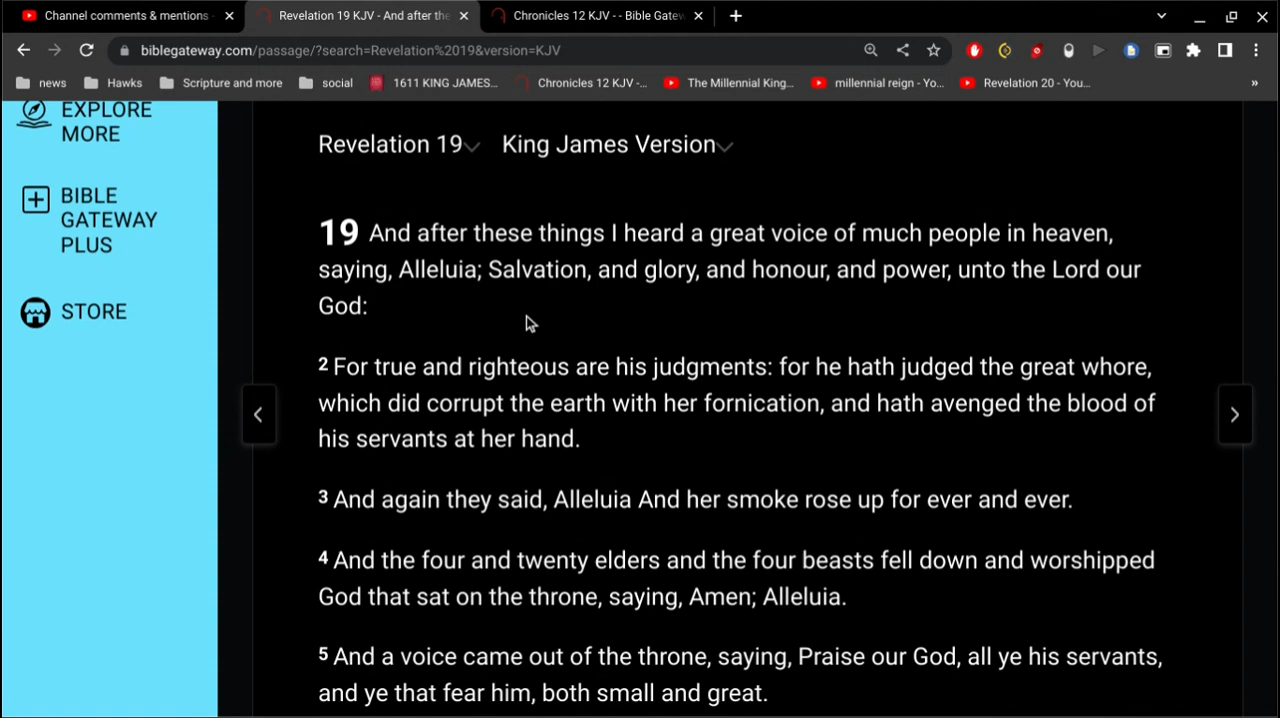 Channel comments & mentions -
Revelation 19 KJV - And after the
Chronicles 12 KJV - - Bible Gatew
biblegateway.com/passage/?search=Revelation%2019&version=KJV
news
Hawks
Scripture and more
social
1611 KING JAMES...
Chronicles 12 KJV -...
The Millennial King...
millennial reign - Yo...
Revelation 20 - You...
»
EXPLORE
MORE
BIBLE
GATEWAY
PLUS
STORE
Revelation 19
King James Version
19 And after these things I heard a great voice of much people in heaven,
saying, Alleluia; Salvation, and glory, and honour, and power, unto the Lord our
God:
2 For true and righteous are his judgments: for he hath judged the great whore,
which did corrupt the earth with her fornication, and hath avenged the blood of
his servants at her hand.
3 And again they said, Alleluia And her smoke rose up for ever and ever.
4 And the four and twenty elders and the four beasts fell down and worshipped
God that sat on the throne, saying, Amen; Alleluia.
5 And a voice came out of the throne, saying, Praise our God, all ye his servants,
and ye that fear him, both small and great.